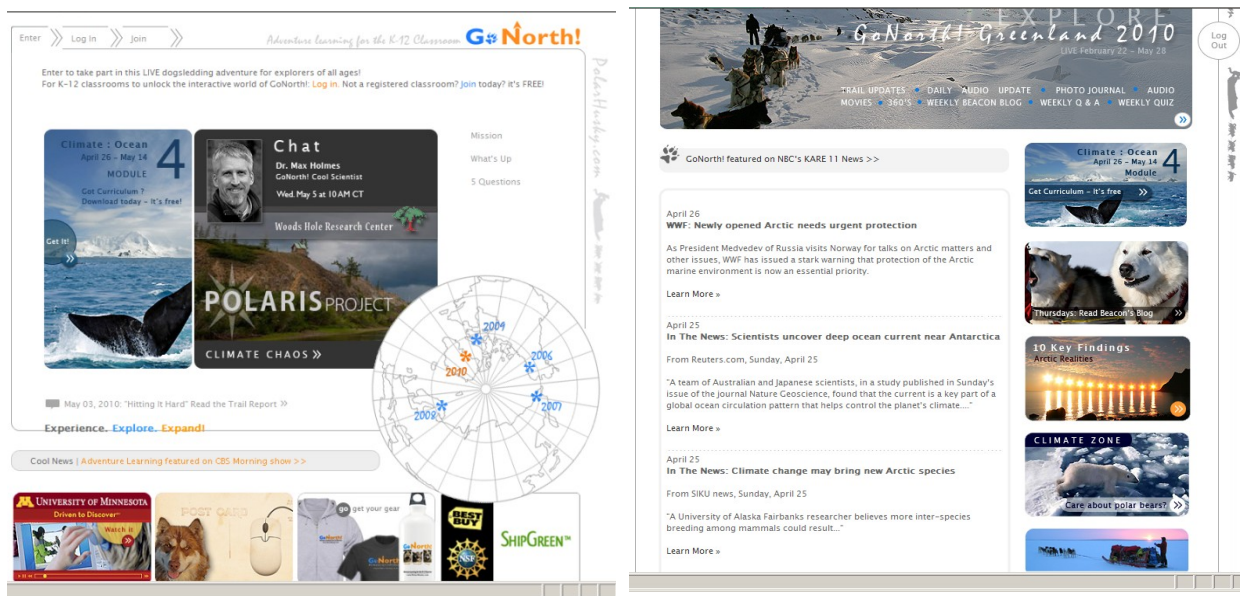 Enter
Log In
Join
Adventure learning for the K-12 Classroom GoNorth!
Enter to take part in this LIVE dogsledding adventure for explorers of all ages!
For K-12 classrooms to unlock the interactive world of GoNorth!: Log in. Not a registered classroom? Join today? it's FREE!
PolarHusky.com
Climate : Ocean
April 26 - May 14
4
MODULE
Got Curriculum ?
Download today - It's free!
Get It!
»
Chat
Dr. Max Holmes
GoNorth! Cool Scientist
Wed. May 5 at 10 AM CT
Woods Hole Research Center
POLARIS PROJECT
CLIMATE CHAOS »
Mission
What's Up
5 Questions
2009
2006
2010
2007
2008
May 03, 2010: "Hitting It Hard" Read the Trail Report »
Experience. Explore. Expand!
Cool News | Adventure Learning featured on CBS Morning show >>
M UNIVERSITY OF MINNESOTA
Driven to Discover
Watch it
»
POST CARD
go get your gear
GoNorth!
GoNorth!
GoNorth!
BEST BUY
NSF
SHIPGREEN™
EXPLORE
GoNorth! Greenland 2010
LIVE February 22 - May 28
TRAIL UPDATES • DAILY AUDIO UPDATE • PHOTO JOURNAL • AUDIO
MOVIES • 360'S • WEEKLY BEACON BLOG • WEEKLY Q & A • WEEKLY QUIZ
»
Log
Out
GoNorth! featured on NBC's KARE 11 News >>
April 26
WWF: Newly opened Arctic needs urgent protection
As President Medvedev of Russia visits Norway for talks on Arctic matters and
other issues, WWF has issued a stark warning that protection of the Arctic
marine environment is now an essential priority.
Learn More »
April 25
In The News: Scientists uncover deep ocean current near Antarctica
From Reuters.com, Sunday, April 25
"A team of Australian and Japanese scientists, in a study published in Sunday's
issue of the journal Nature Geoscience, found that the current is a key part of a
global ocean circulation pattern that helps control the planet's climate...."
Learn More »
April 25
In The News: Climate change may bring new Arctic species
From SIKU news, Sunday, April 25
"A University of Alaska Fairbanks researcher believes more inter-species
breeding among mammals could result..."
Learn More »
Climate : Ocean
April 26 - May 14
4
Module
Get Curriculum - It's free »
Thursdays: Read Beacon's Blog »
10 Key Findings
Arctic Realities
»
CLIMATE ZONE
Care about polar bears? »